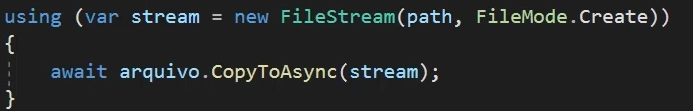 using (var stream = new FileStream(path, FileMode.Create))
{
    await arquivo.CopyToAsync(stream);
}